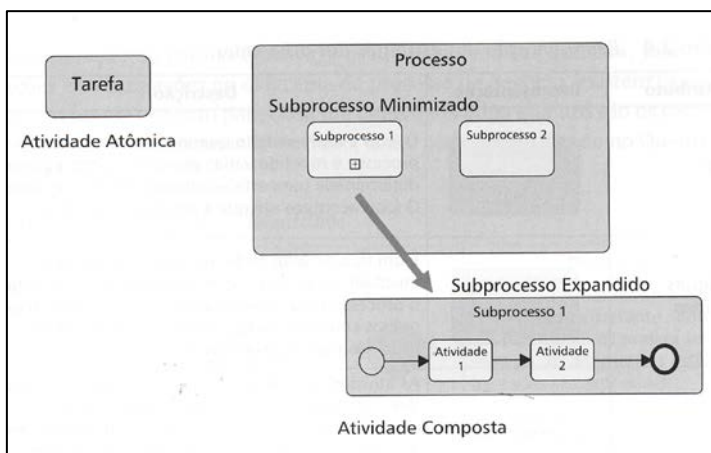 Tarefa
Atividade Atômica
Processo
Subprocesso Minimizado
Subprocesso 1
Subprocesso 2
Subprocesso Expandido
Subprocesso 1
Atividade
1
Atividade
2
Atividade Composta